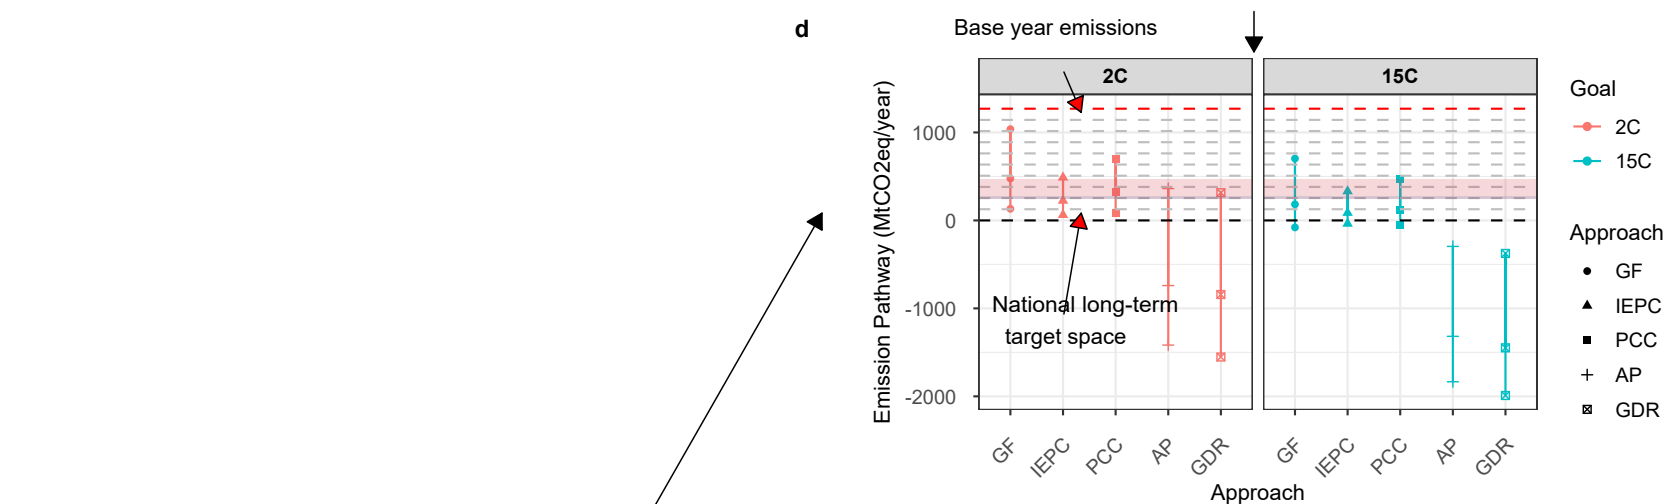 d
Base year emissions
2C
15C
Emission Pathway (MtCO2eq/year)
1000
0
-1000
-2000
National long-term
target space
GF
IEPC
PCC
AP
GDR
GF
IEPC
PCC
AP
GDR
Approach
Goal
2C
15C
Approach
GF
IEPC
PCC
AP
GDR